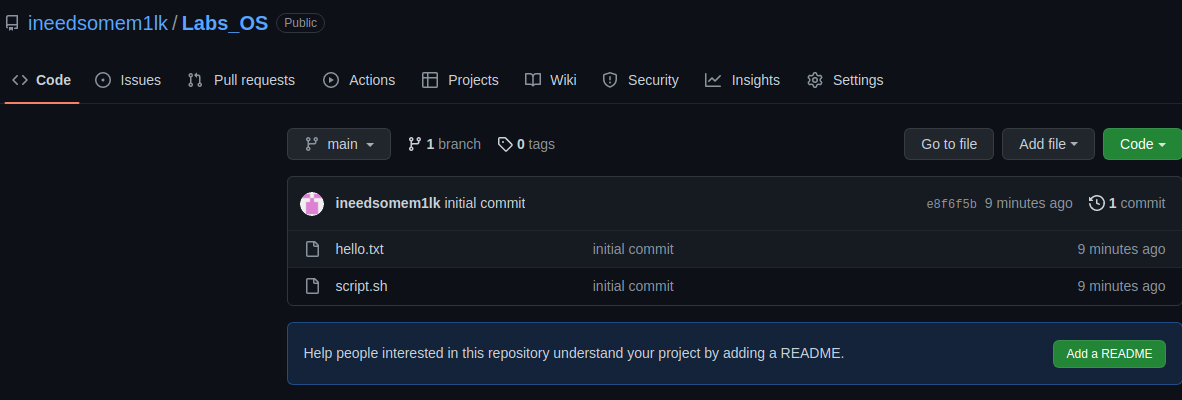 ineedsomem1lk / Labs_OS Public
Code Issues Pull requests Actions Projects Wiki Security Insights Settings
main 1 branch 0 tags Go to file Add file Code
ineedsomem1lk initial commit e8f6f5b 9 minutes ago 1 commit
hello.txt initial commit 9 minutes ago
script.sh initial commit 9 minutes ago
Help people interested in this repository understand your project by adding a README. Add a README